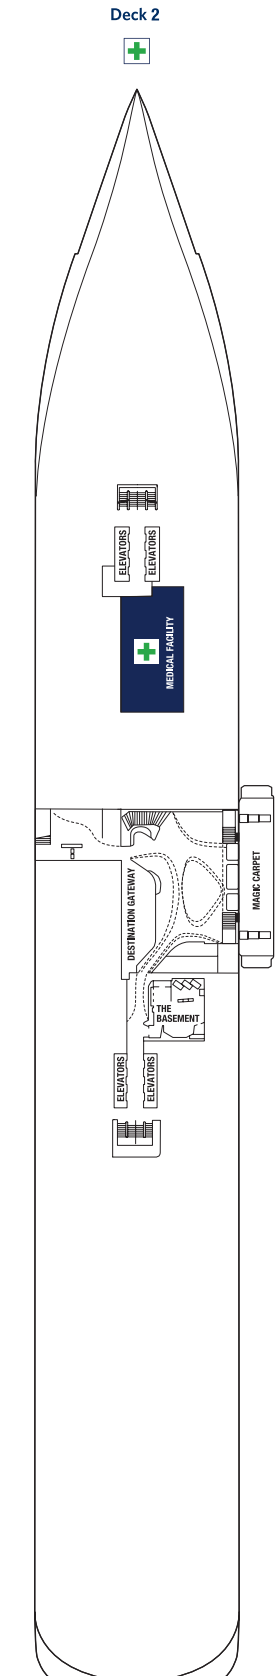 Deck 2
ELEVATORS
ELEVATORS
MEDICAL FACILITY
MAGIC CARPET
DESTINATION GATEWAY
THE
BASEMENT
ELEVATORS
ELEVATORS